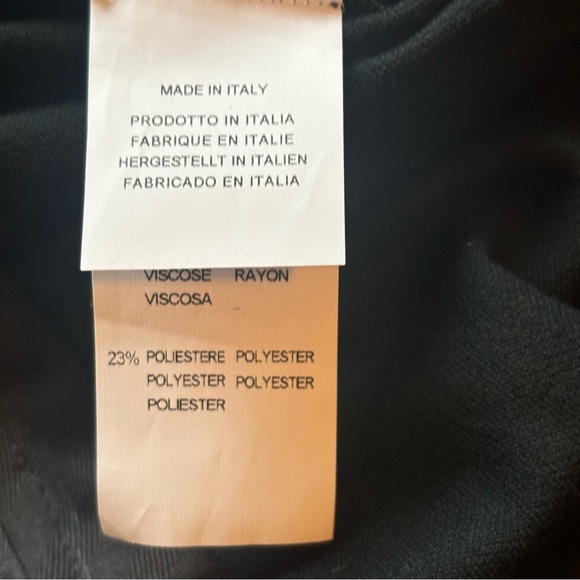 MADE IN ITALY
PRODOTTO IN ITALIA
FABRIQUE EN ITALIE
HERGESTELLT IN ITALIEN
FABRICADO EN ITALIA
VISCOSE RAYON
VISCOSA
23% POLIESTERE POLYESTER
POLYESTER POLYESTER
POLIESTER